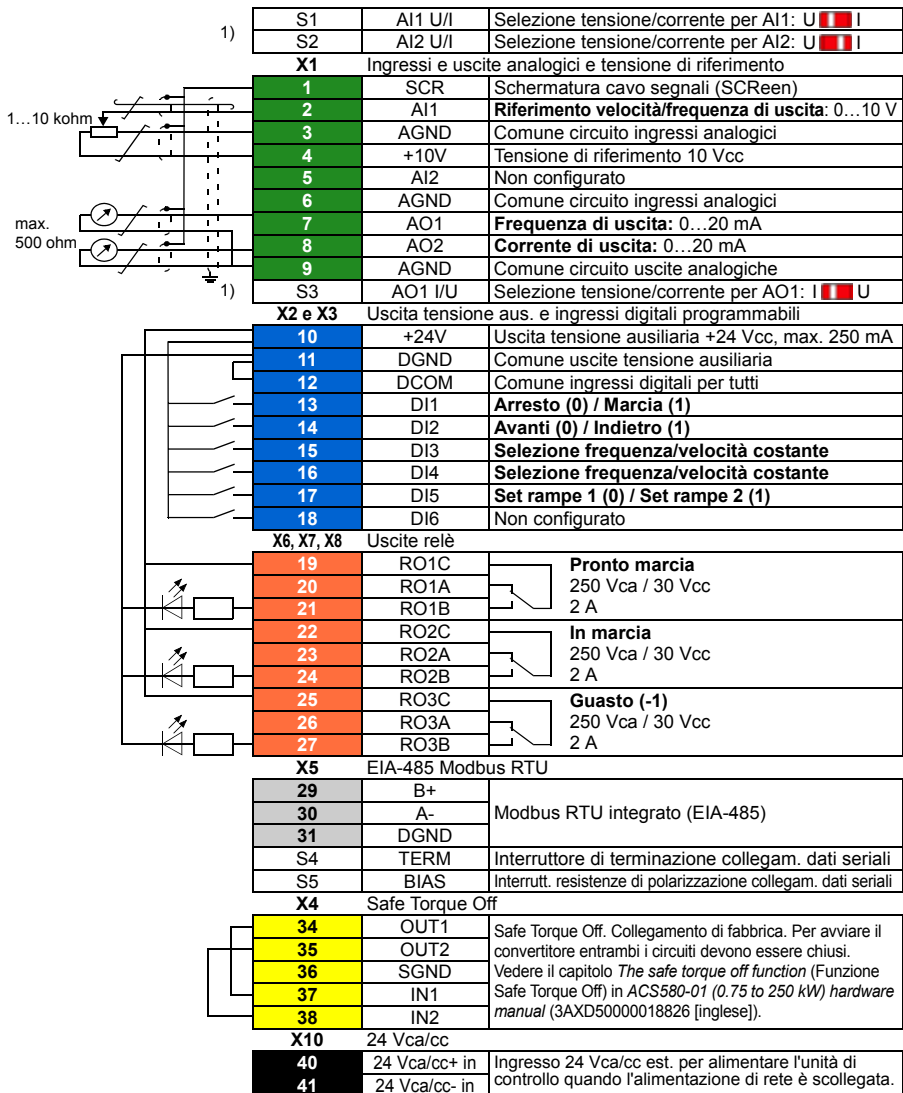 1)
S1 AI1 U/I Selezione tensione/corrente per AI1: U I
S2 AI2 U/I Selezione tensione/corrente per AI2: U I
X1 Ingressi e uscite analogici e tensione di riferimento
1 SCR Schermatura cavo segnali (SCReen)
1…10 kohm
2 AI1 Riferimento velocità/frequenza di uscita: 0…10 V
3 AGND Comune circuito ingressi analogici
4 +10V Tensione di riferimento 10 Vcc
5 AI2 Non configurato
6 AGND Comune circuito ingressi analogici
max.
500 ohm
7 AO1 Frequenza di uscita: 0…20 mA
8 AO2 Corrente di uscita: 0…20 mA
9 AGND Comune circuito uscite analogiche
1)
S3 AO1 I/U Selezione tensione/corrente per AO1: I U
X2 e X3 Uscita tensione aus. e ingressi digitali programmabili
10 +24V Uscita tensione ausiliaria +24 Vcc, max. 250 mA
11 DGND Comune uscite tensione ausiliaria
12 DCOM Comune ingressi digitali per tutti
13 DI1 Arresto (0) / Marcia (1)
14 DI2 Avanti (0) / Indietro (1)
15 DI3 Selezione frequenza/velocità costante
16 DI4 Selezione frequenza/velocità costante
17 DI5 Set rampe 1 (0) / Set rampe 2 (1)
18 DI6 Non configurato
X6, X7, X8 Uscite relè
19 RO1C Pronto marcia
20 RO1A 250 Vca / 30 Vcc
21 RO1B 2 A
22 RO2C In marcia
23 RO2A 250 Vca / 30 Vcc
24 RO2B 2 A
25 RO3C Guasto (-1)
26 RO3A 250 Vca / 30 Vcc
27 RO3B 2 A
X5 EIA-485 Modbus RTU
29 B+
30 A- Modbus RTU integrato (EIA-485)
31 DGND
S4 TERM Interruttore di terminazione collegam. dati seriali
S5 BIAS Interrutt. resistenze di polarizzazione collegam. dati seriali
X4 Safe Torque Off
34 OUT1 Safe Torque Off. Collegamento di fabbrica. Per avviare il
35 OUT2 convertitore entrambi i circuiti devono essere chiusi.
36 SGND Vedere il capitolo The safe torque off function (Funzione
37 IN1 Safe Torque Off) in ACS580-01 (0.75 to 250 kW) hardware
38 IN2 manual (3AXD50000018826 [inglese]).
X10 24 Vca/cc
40 24 Vca/cc+ in Ingresso 24 Vca/cc est. per alimentare l'unità di
41 24 Vca/cc- in controllo quando l'alimentazione di rete è scollegata.